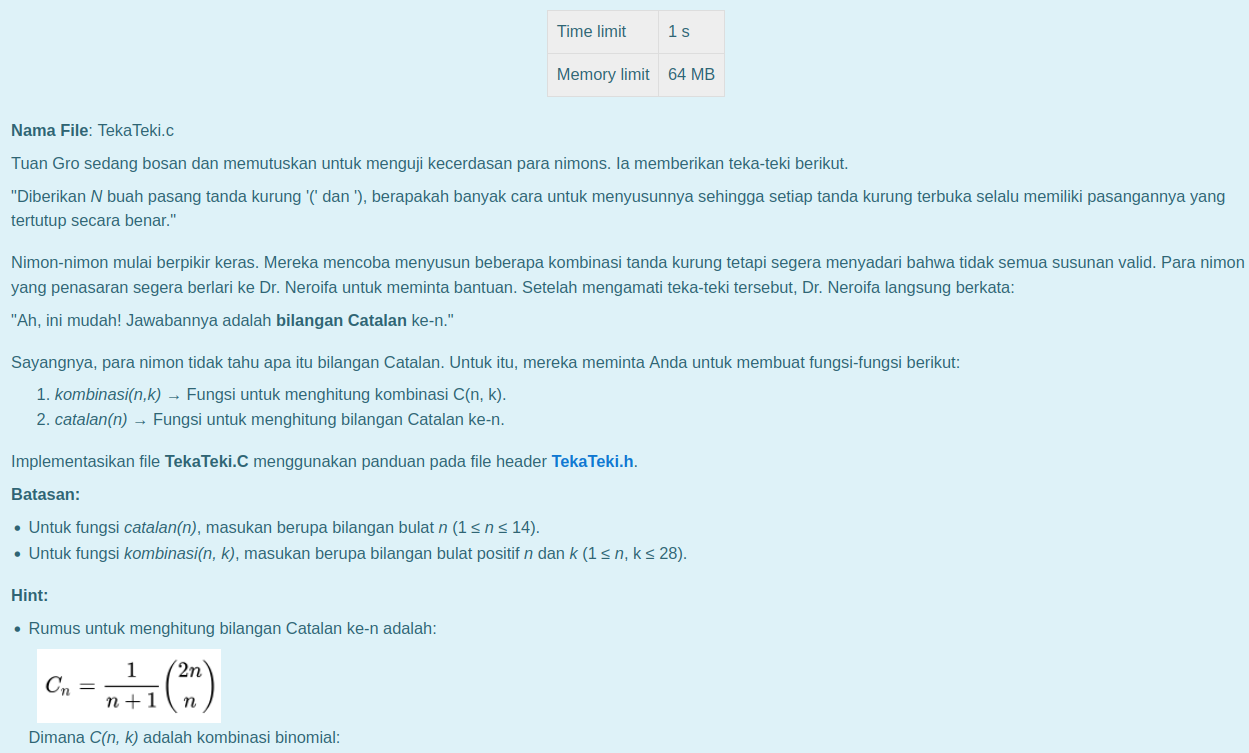 Time limit 1 s
Memory limit 64 MB
Nama File: TekaTeki.c
Tuan Gro sedang bosan dan memutuskan untuk menguji kecerdasan para nimons. Ia memberikan teka-teki berikut.
"Diberikan N buah pasang tanda kurung '(' dan '), berapakah banyak cara untuk menyusunnya sehingga setiap tanda kurung terbuka selalu memiliki pasangannya yang
tertutup secara benar."
Nimon-nimon mulai berpikir keras. Mereka mencoba menyusun beberapa kombinasi tanda kurung tetapi segera menyadari bahwa tidak semua susunan valid. Para nimon
yang penasaran segera berlari ke Dr. Neroifa untuk meminta bantuan. Setelah mengamati teka-teki tersebut, Dr. Neroifa langsung berkata:
"Ah, ini mudah! Jawabannya adalah bilangan Catalan ke-n."
Sayangnya, para nimon tidak tahu apa itu bilangan Catalan. Untuk itu, mereka meminta Anda untuk membuat fungsi-fungsi berikut:
1. kombinasi(n,k) → Fungsi untuk menghitung kombinasi C(n, k).
2. catalan(n) → Fungsi untuk menghitung bilangan Catalan ke-n.
Implementasikan file TekaTeki.C menggunakan panduan pada file header TekaTeki.h.
Batasan:
• Untuk fungsi catalan(n), masukan berupa bilangan bulat n (1 ≤ n ≤ 14).
• Untuk fungsi kombinasi(n, k), masukan berupa bilangan bulat positif n dan k (1 ≤ n, k ≤ 28).
Hint:
• Rumus untuk menghitung bilangan Catalan ke-n adalah:
Cₙ = 1/(n + 1) (2n n)
Dimana C(n, k) adalah kombinasi binomial: